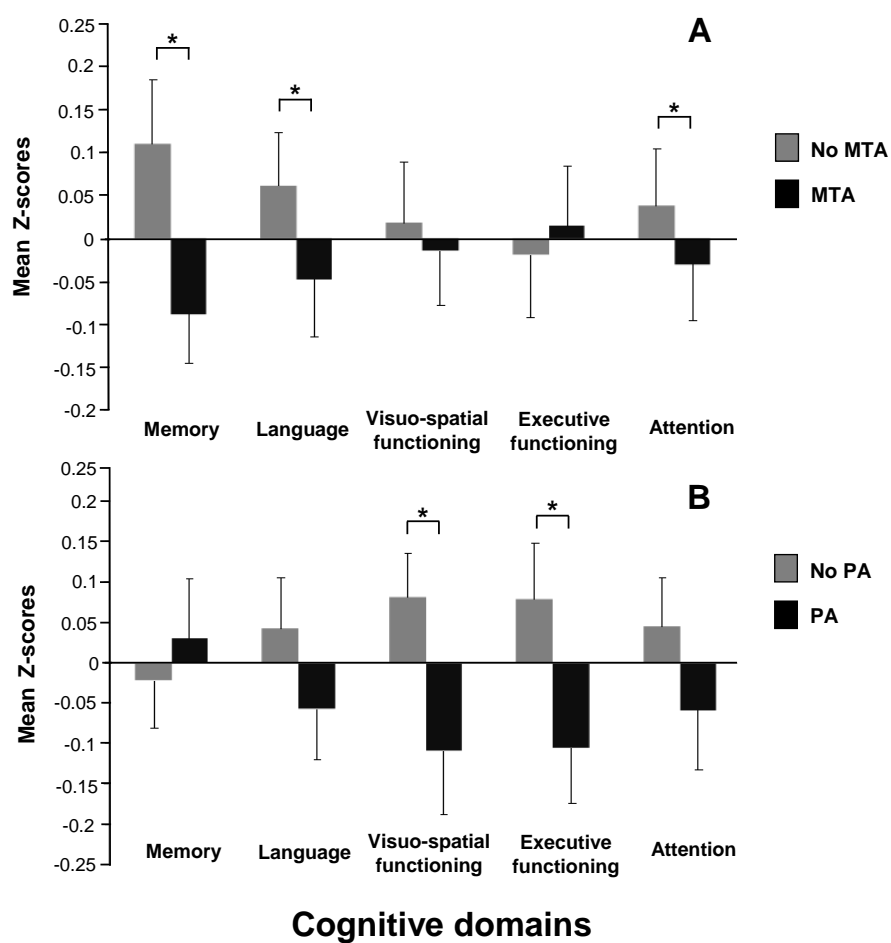 A
0.25
0.2
0.15
0.1
0.05
0
-0.05
-0.1
-0.15
-0.2
Mean Z-scores
*
*
*
No MTA
MTA
Memory
Language
Visuo-spatial
functioning
Executive
functioning
Attention
B
0.25
0.2
0.15
0.1
0.05
0
-0.05
-0.1
-0.15
-0.2
-0.25
Mean Z-scores
*
*
No PA
PA
Memory
Language
Visuo-spatial
functioning
Executive
functioning
Attention
Cognitive domains